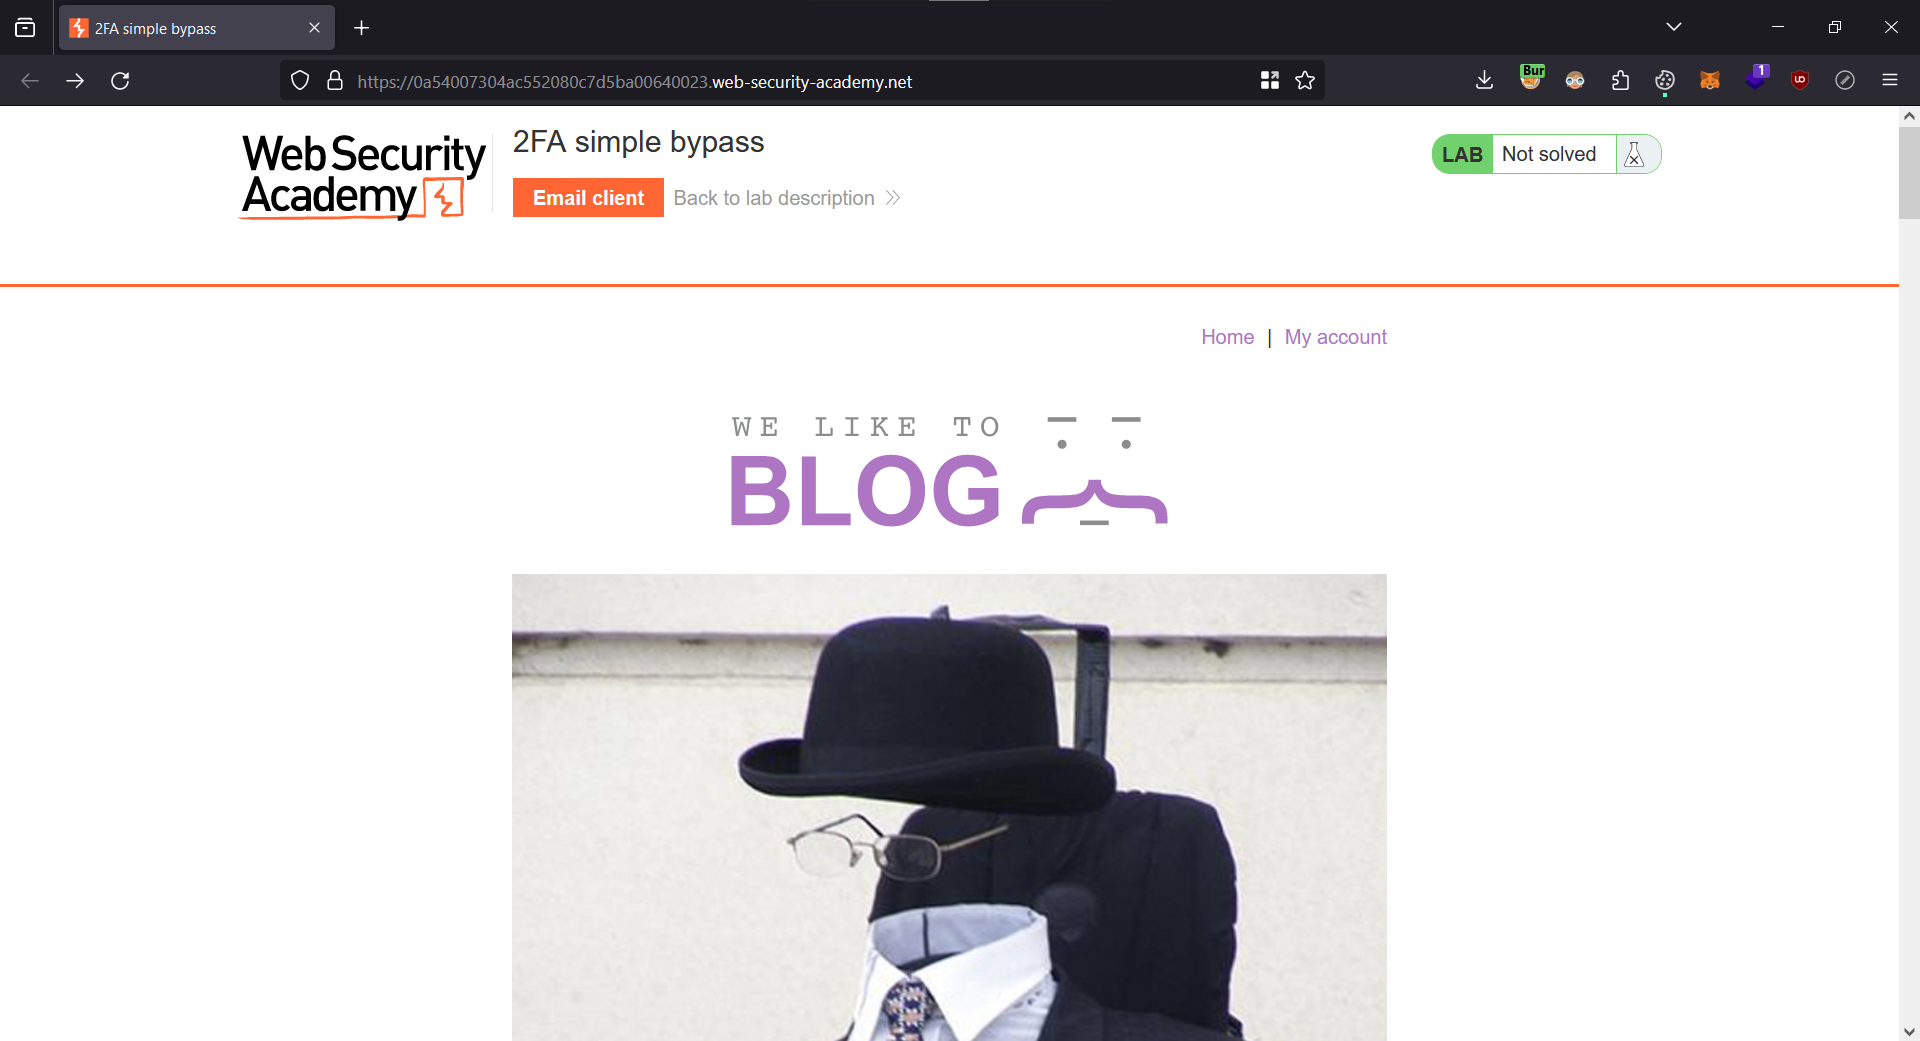 2FA simple bypass
https://0a54007304ac552080c7d5ba00640023.web-security-academy.net
Bur
1
Web Security
Academy
2FA simple bypass
Email client
Back to lab description
LAB
Not solved
Home | My account
WE LIKE TO
BLOG